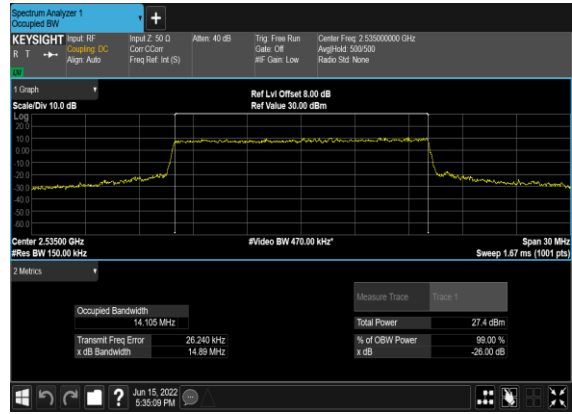 Spectrum Analyzer 1
Occupied BW
+
KEYSIGHT Input: RF Input Z: 50 Ω Atten: 40 dB Trig: Free Run Center Freq: 2.535000000 GHz
R T Coupling: DC Corr CCorr Gate: Off Avg|Hold: 500/500
Align: Auto Freq Ref: Int (S) #IF Gain: Low Radio Std: None
1 Graph
Ref Lvl Offset 8.00 dB
Scale/Div 10.0 dB Ref Value 30.00 dBm
Log
20.0
10.0
0.00
-10.0
-20.0
-30.0
-40.0
-50.0
-60.0
Center 2.53500 GHz #Video BW 470.00 kHz* Span 30 MHz
#Res BW 150.00 kHz Sweep 1.67 ms (1001 pts)
2 Metrics
Measure Trace Trace 1
Occupied Bandwidth
14.105 MHz Total Power 27.4 dBm
Transmit Freq Error 26.240 kHz % of OBW Power 99.00 %
x dB Bandwidth 14.89 MHz x dB -26.00 dB
? Jun 15, 2022
5:35:09 PM